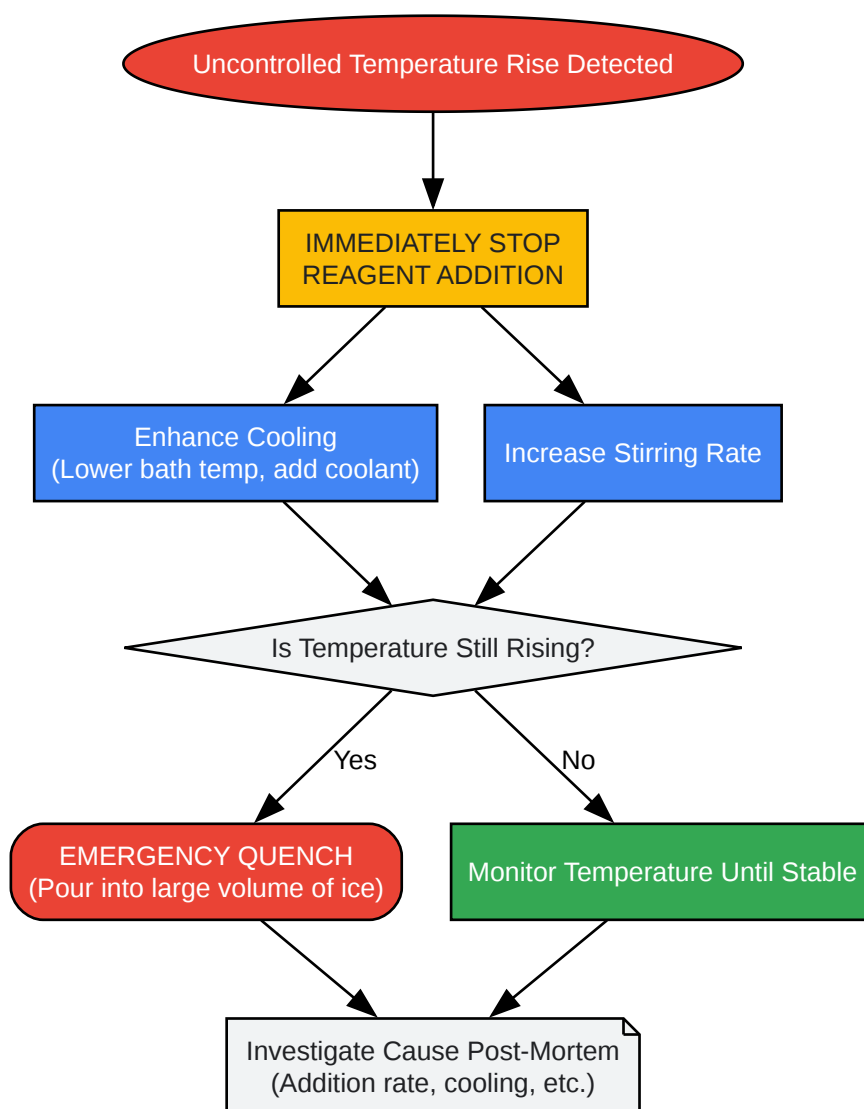 Uncontrolled Temperature Rise Detected
IMMEDIATELY STOP
REAGENT ADDITION
Enhance Cooling
(Lower bath temp, add coolant)
Increase Stirring Rate
Is Temperature Still Rising?
Yes
No
EMERGENCY QUENCH
(Pour into large volume of ice)
Monitor Temperature Until Stable
Investigate Cause Post-Mortem
(Addition rate, cooling, etc.)